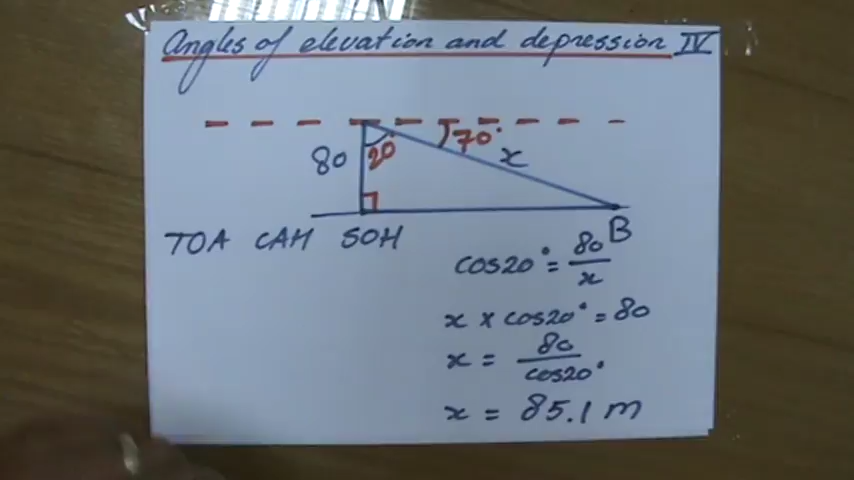 Angles of elevation and depression IV
80 20° 70° x
B
TOA CAH SOH
cos20° = 80/x
x × cos20° = 80
x = 80/cos20°
x = 85.1 m